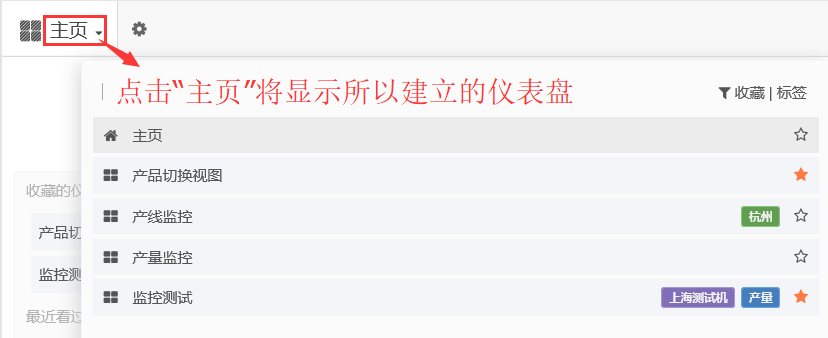 主页
点击“主页”将显示所以建立的仪表盘
收藏 | 标签
主页
产品切换视图
收藏的仪
产线监控 杭州
产品切
产量监控
监控测
监控测试 上海测试机 产量
最近看过